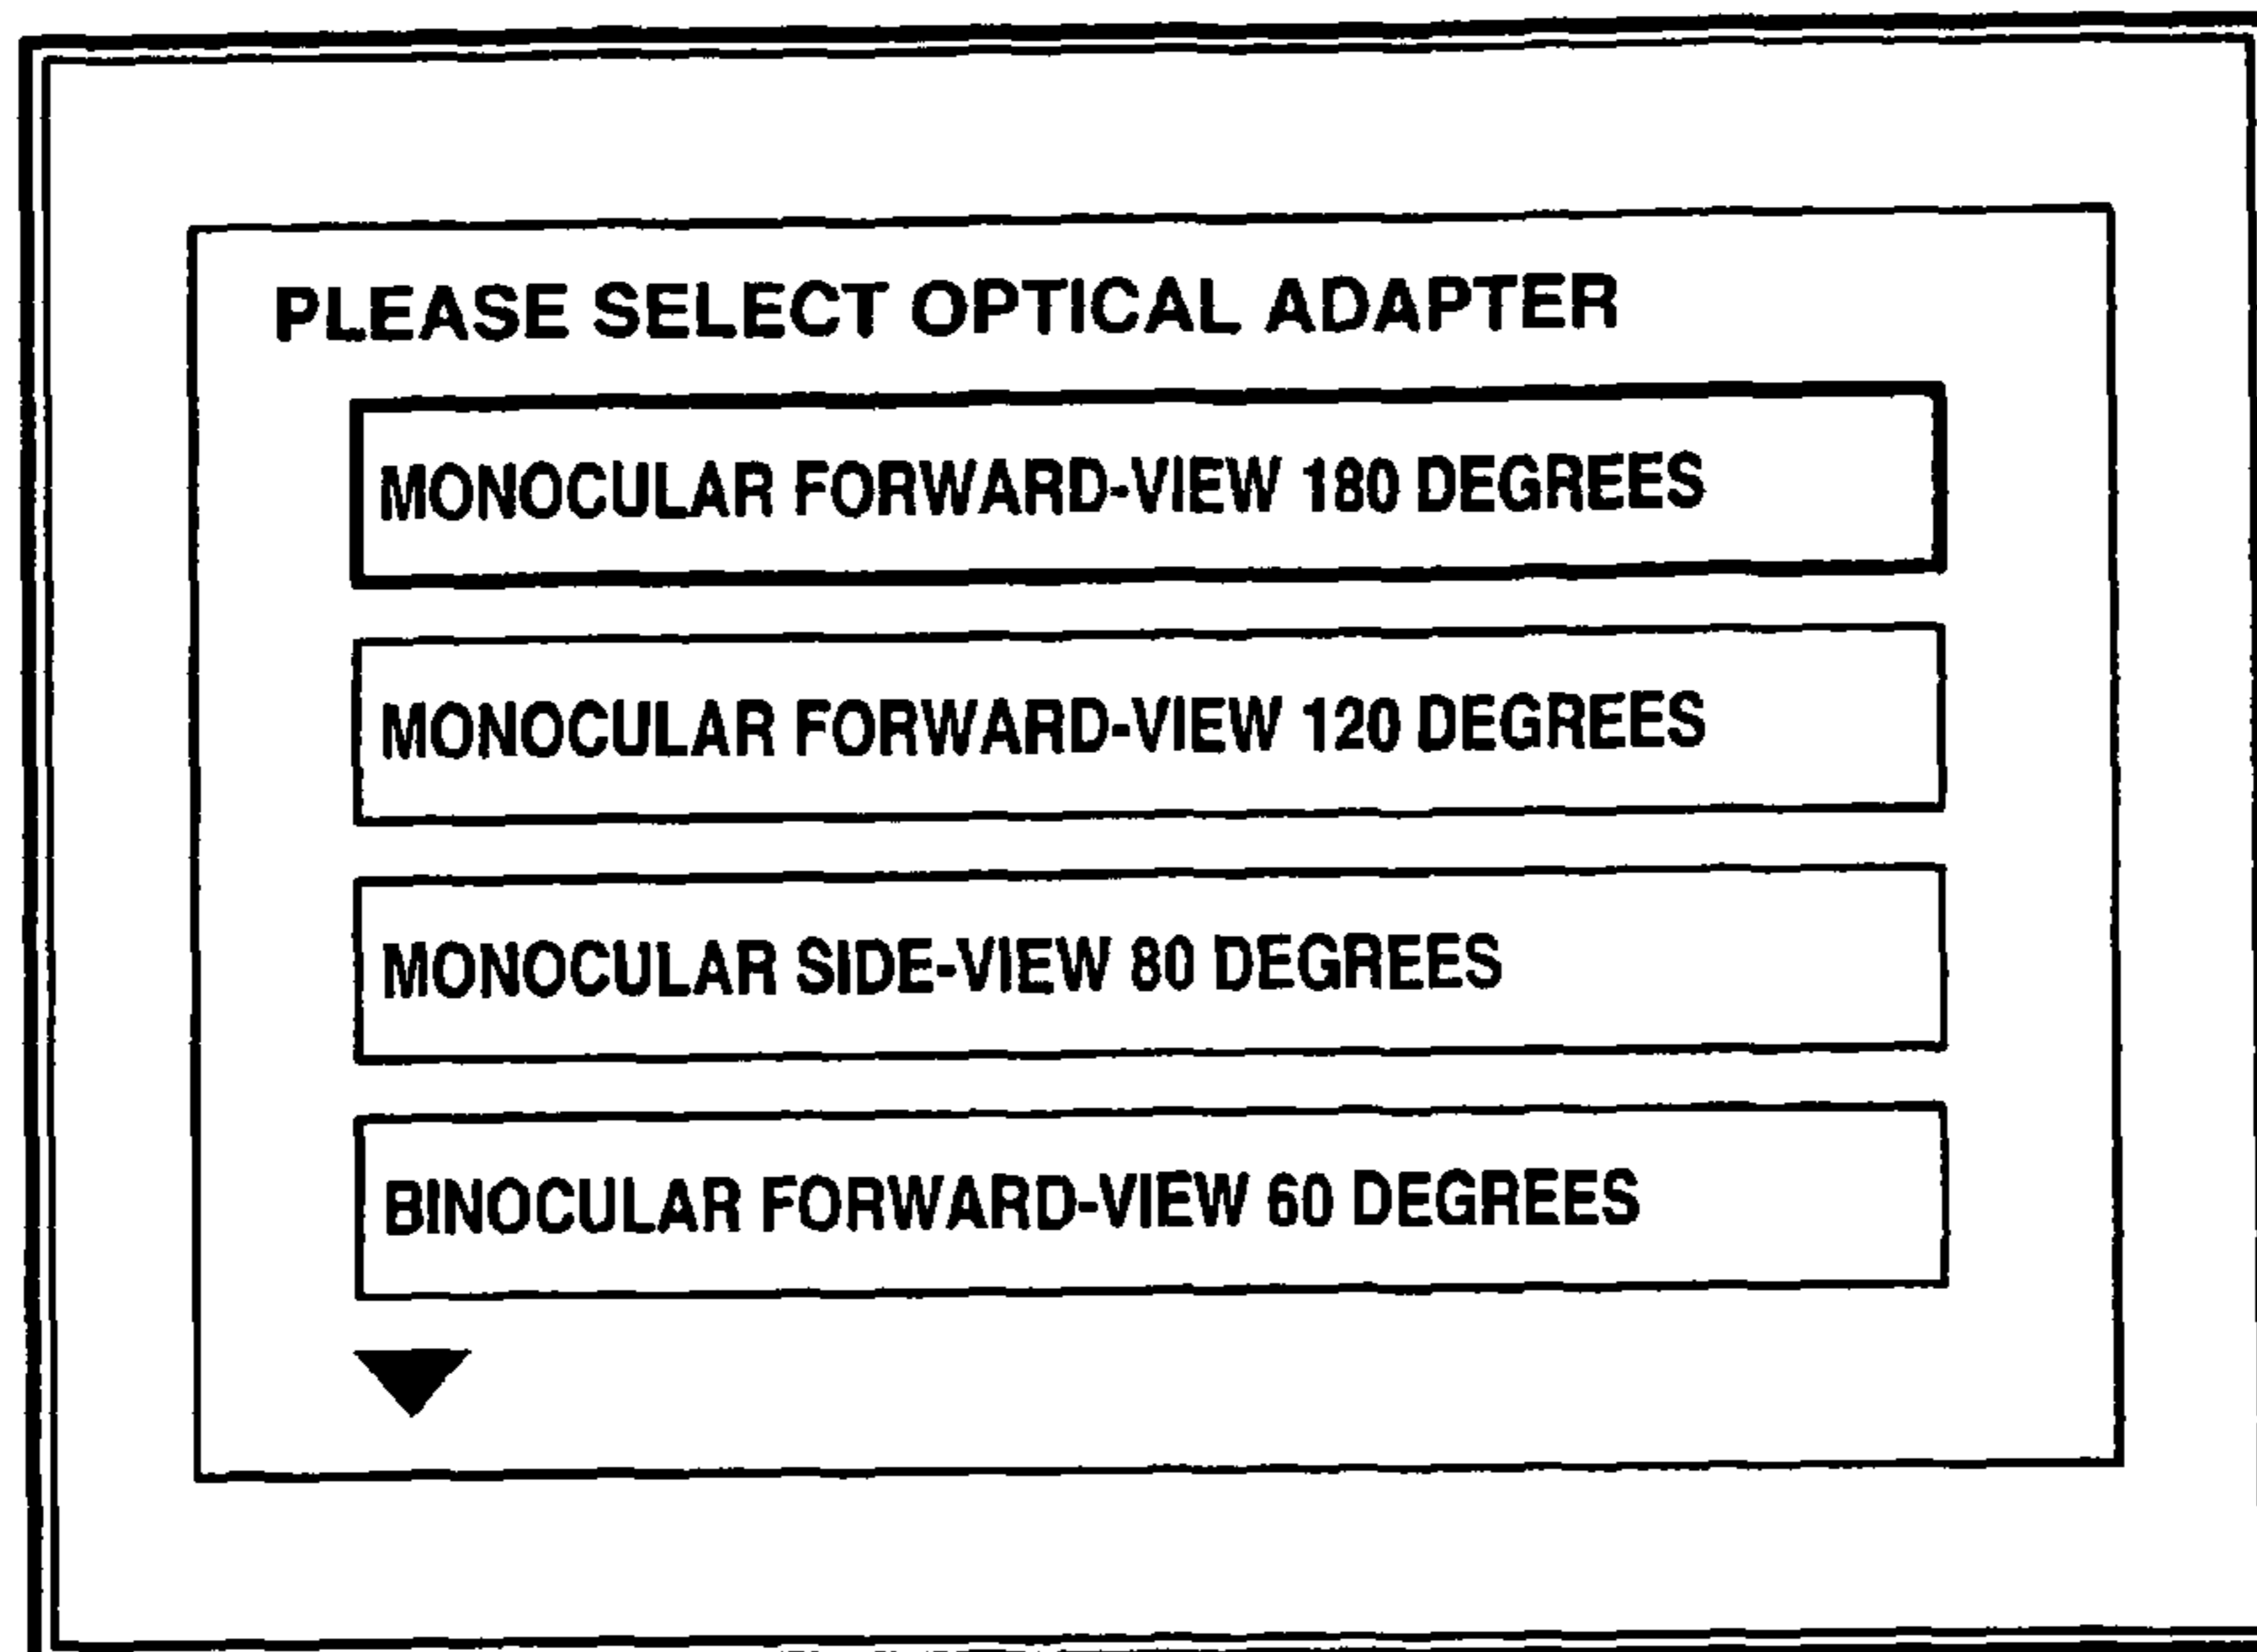 PLEASE SELECT OPTICAL ADAPTER
MONOCULAR FORWARD-VIEW 180 DEGREES
MONOCULAR FORWARD-VIEW 120 DEGREES
MONOCULAR SIDE-VIEW 80 DEGREES
BINOCULAR FORWARD-VIEW 60 DEGREES